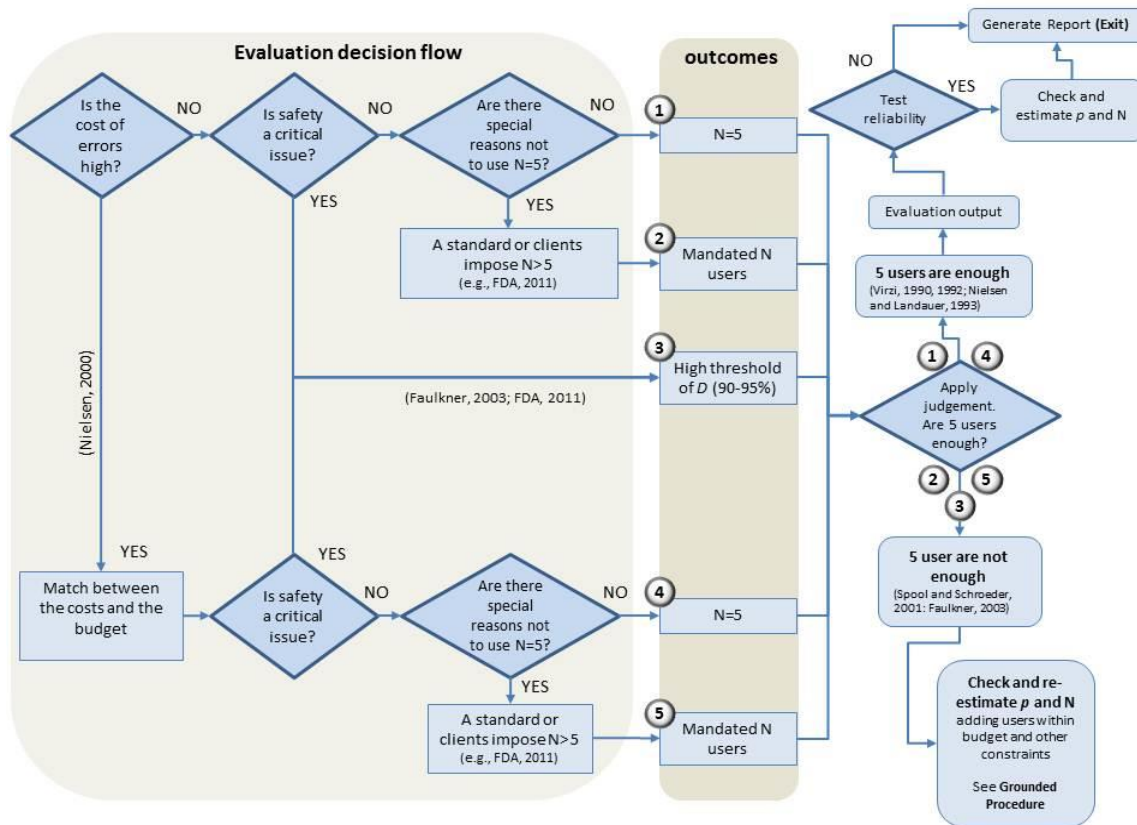 Evaluation decision flow
Is the
cost of
errors
high?
NO
Is safety
a critical
issue?
NO
Are there
special
reasons not
to use N=5?
NO
YES
YES
A standard or clients
impose N>5
(e.g., FDA, 2011)
(Nielsen, 2000)
(Faulkner, 2003; FDA, 2011)
YES
Match between
the costs and the
budget
YES
Is safety
a critical
issue?
NO
Are there
special
reasons not
to use N=5?
NO
YES
A standard or
clients impose N>5
(e.g., FDA, 2011)
outcomes
1
N=5
2
Mandated N
users
3
High threshold
of D (90-95%)
4
N=5
5
Mandated N
users
Generate Report (Exit)
NO
YES
Test
reliability
Check and
estimate p and N
Evaluation output
5 users are enough
(Virzi, 1990, 1992; Nielsen
and Landauer, 1993)
1
4
Apply
judgement.
Are 5 users
enough?
2
5
3
5 user are not
enough
(Spool and Schroeder,
2001: Faulkner, 2003)
Check and re-
estimate p and N
adding users within
budget and other
constraints
See Grounded
Procedure